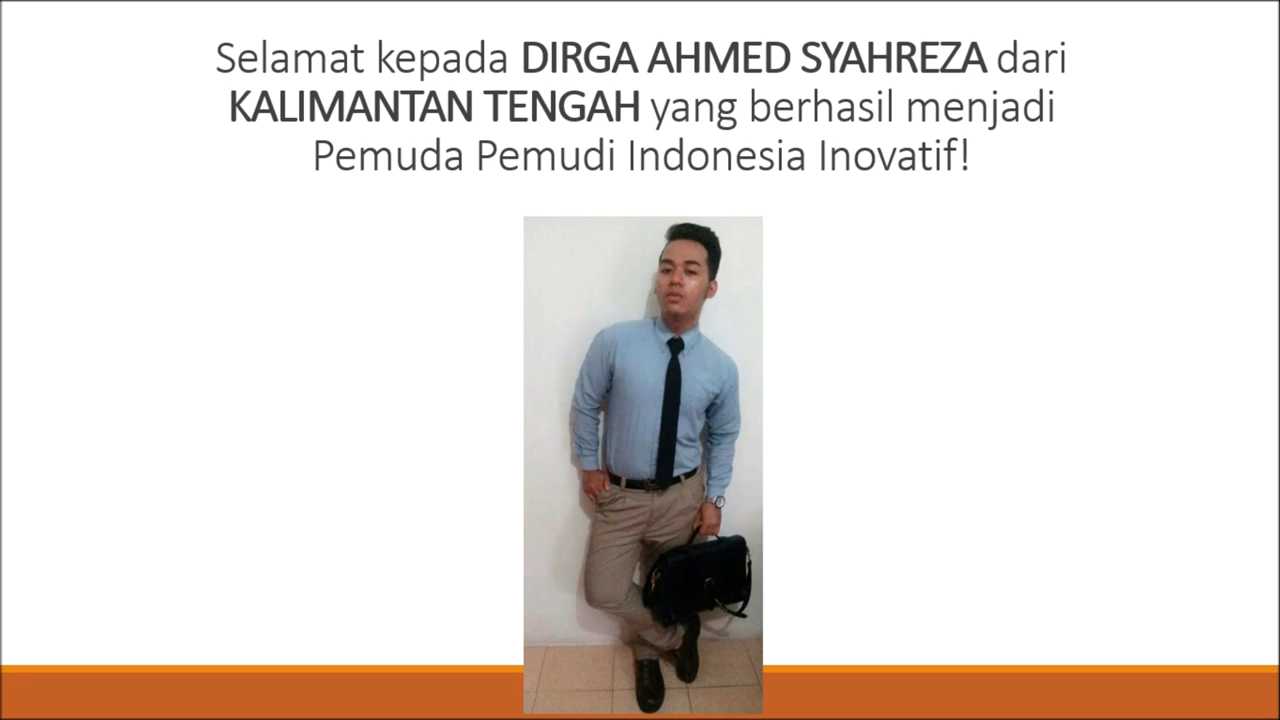 Selamat kepada DIRGA AHMED SYAHREZA dari
KALIMANTAN TENGAH yang berhasil menjadi
Pemuda Pemudi Indonesia Inovatif!